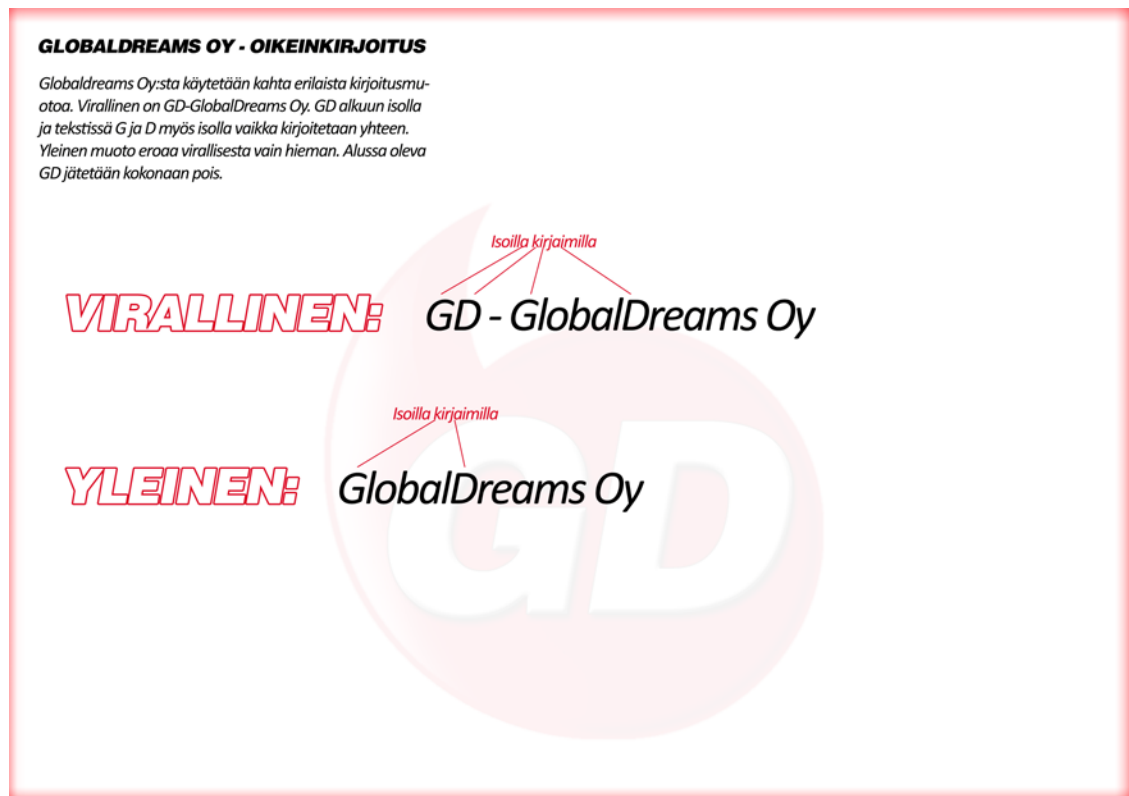 GLOBALDREAMS OY - OIKEINKIRJOITUS
Globaldreams Oy:sta käytetään kahta erilaista kirjoitusmu-
otoa. Virallinen on GD-GlobalDreams Oy. GD alkuun isolla
ja tekstissä G ja D myös isolla vaikka kirjoitetaan yhteen.
Yleinen muoto eroaa virallisesta vain hieman. Alussa oleva
GD jätetään kokonaan pois.
Isoilla kirjaimilla
VIRALLINEN: GD - GlobalDreams Oy
Isoilla kirjaimilla
YLEINEN: GlobalDreams Oy
GD